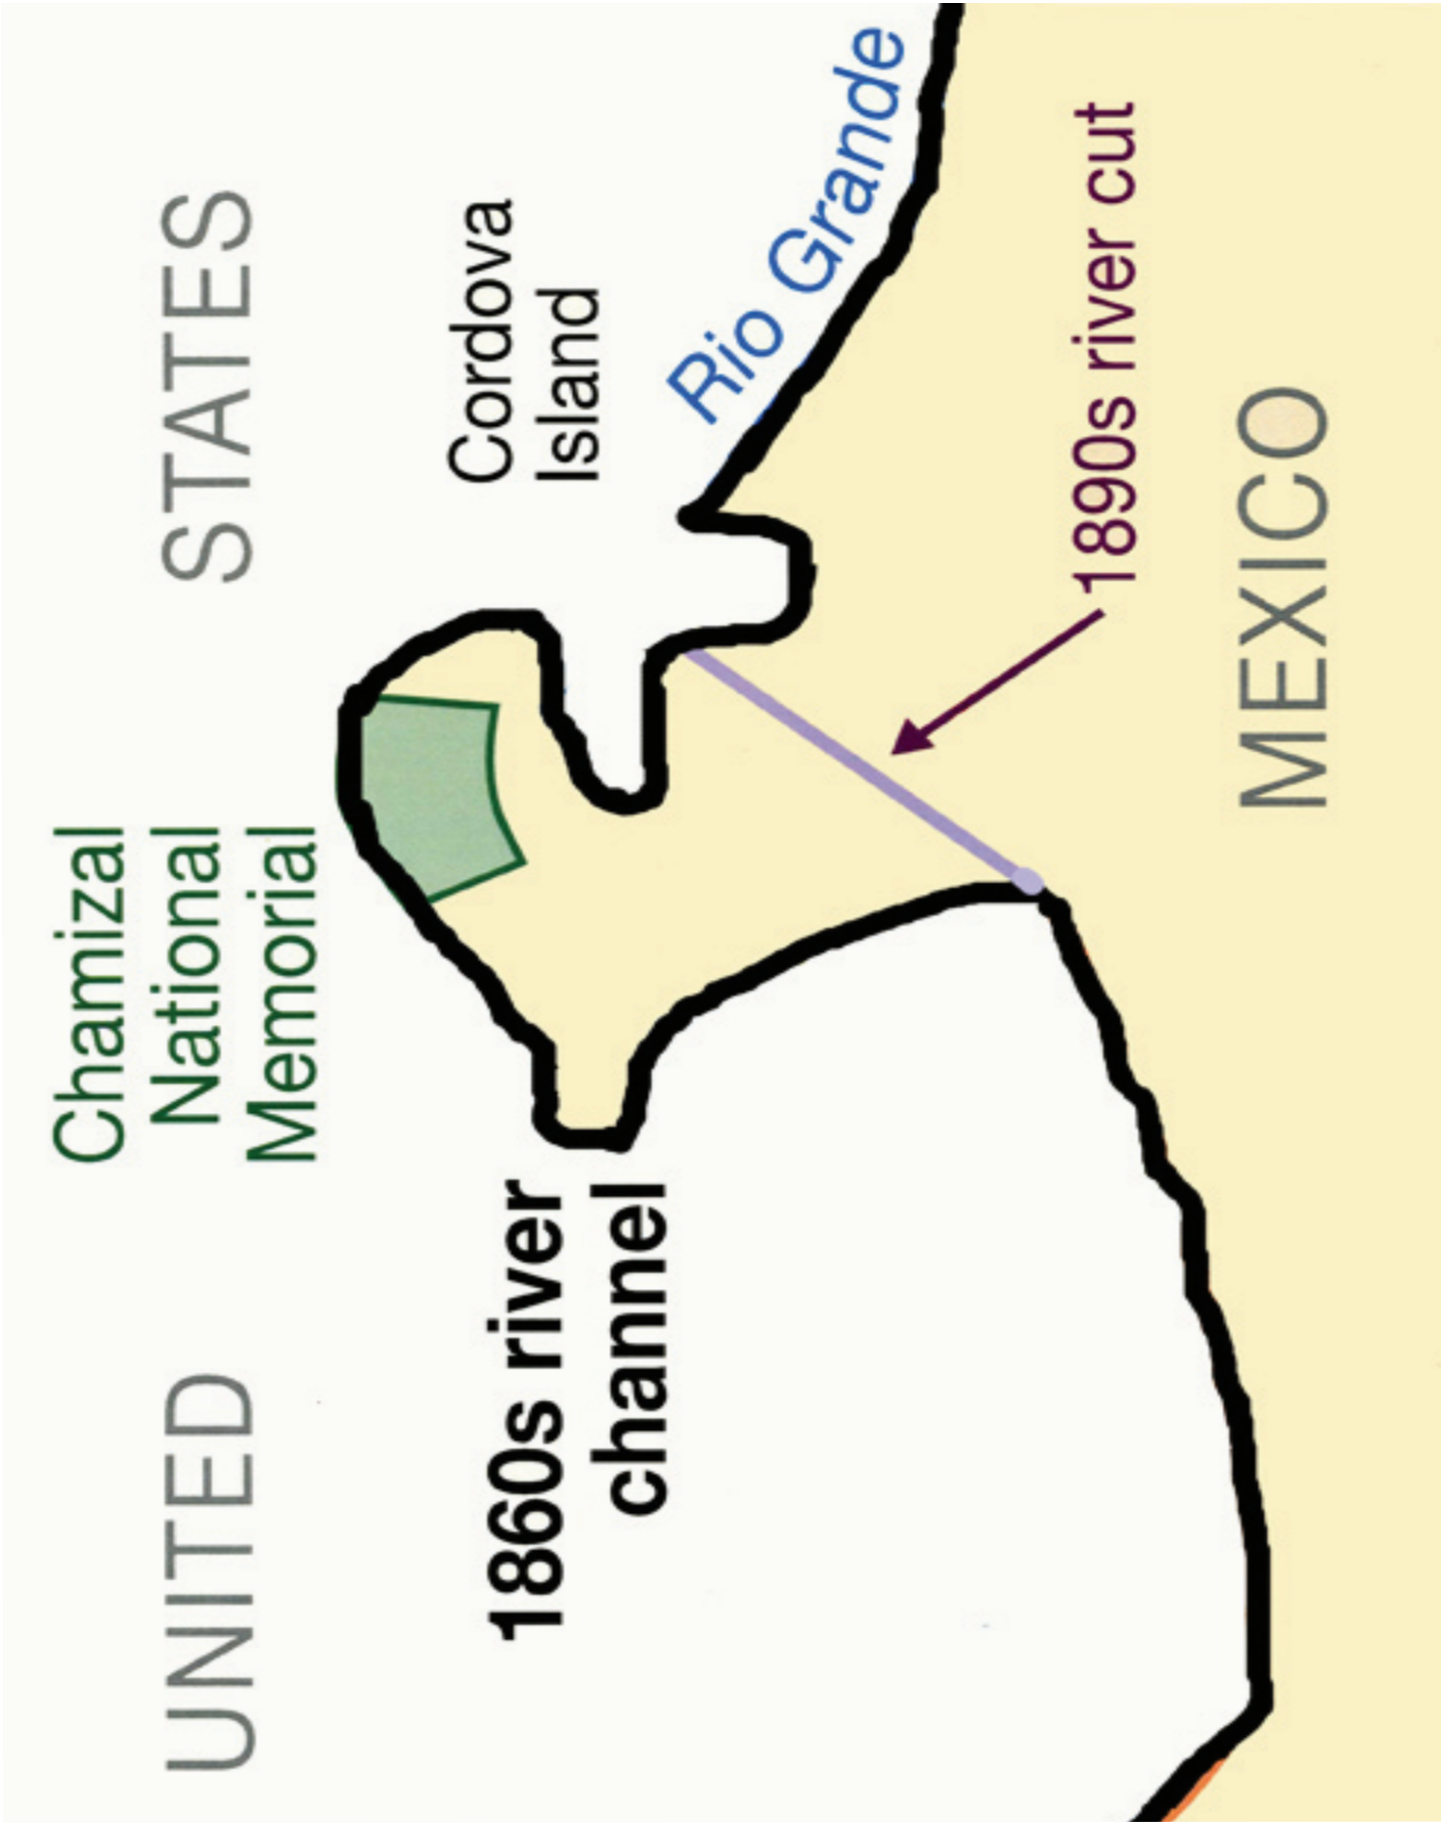 UNITED STATES
Chamizal
National
Memorial
Cordova
Island
1860s river
channel
Rio Grande
1890s river cut
MEXICO